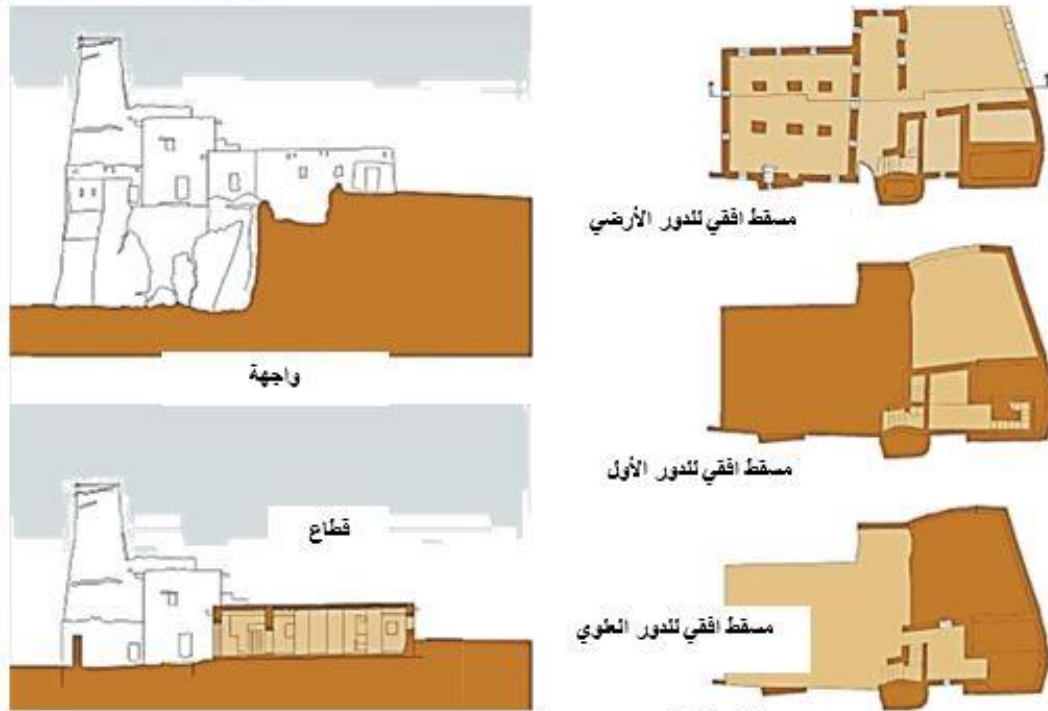 مسقط افقي للدور الأرضي
واجهة
مسقط افقي للدور الأول
قطاع
مسقط افقي للدور العلوي